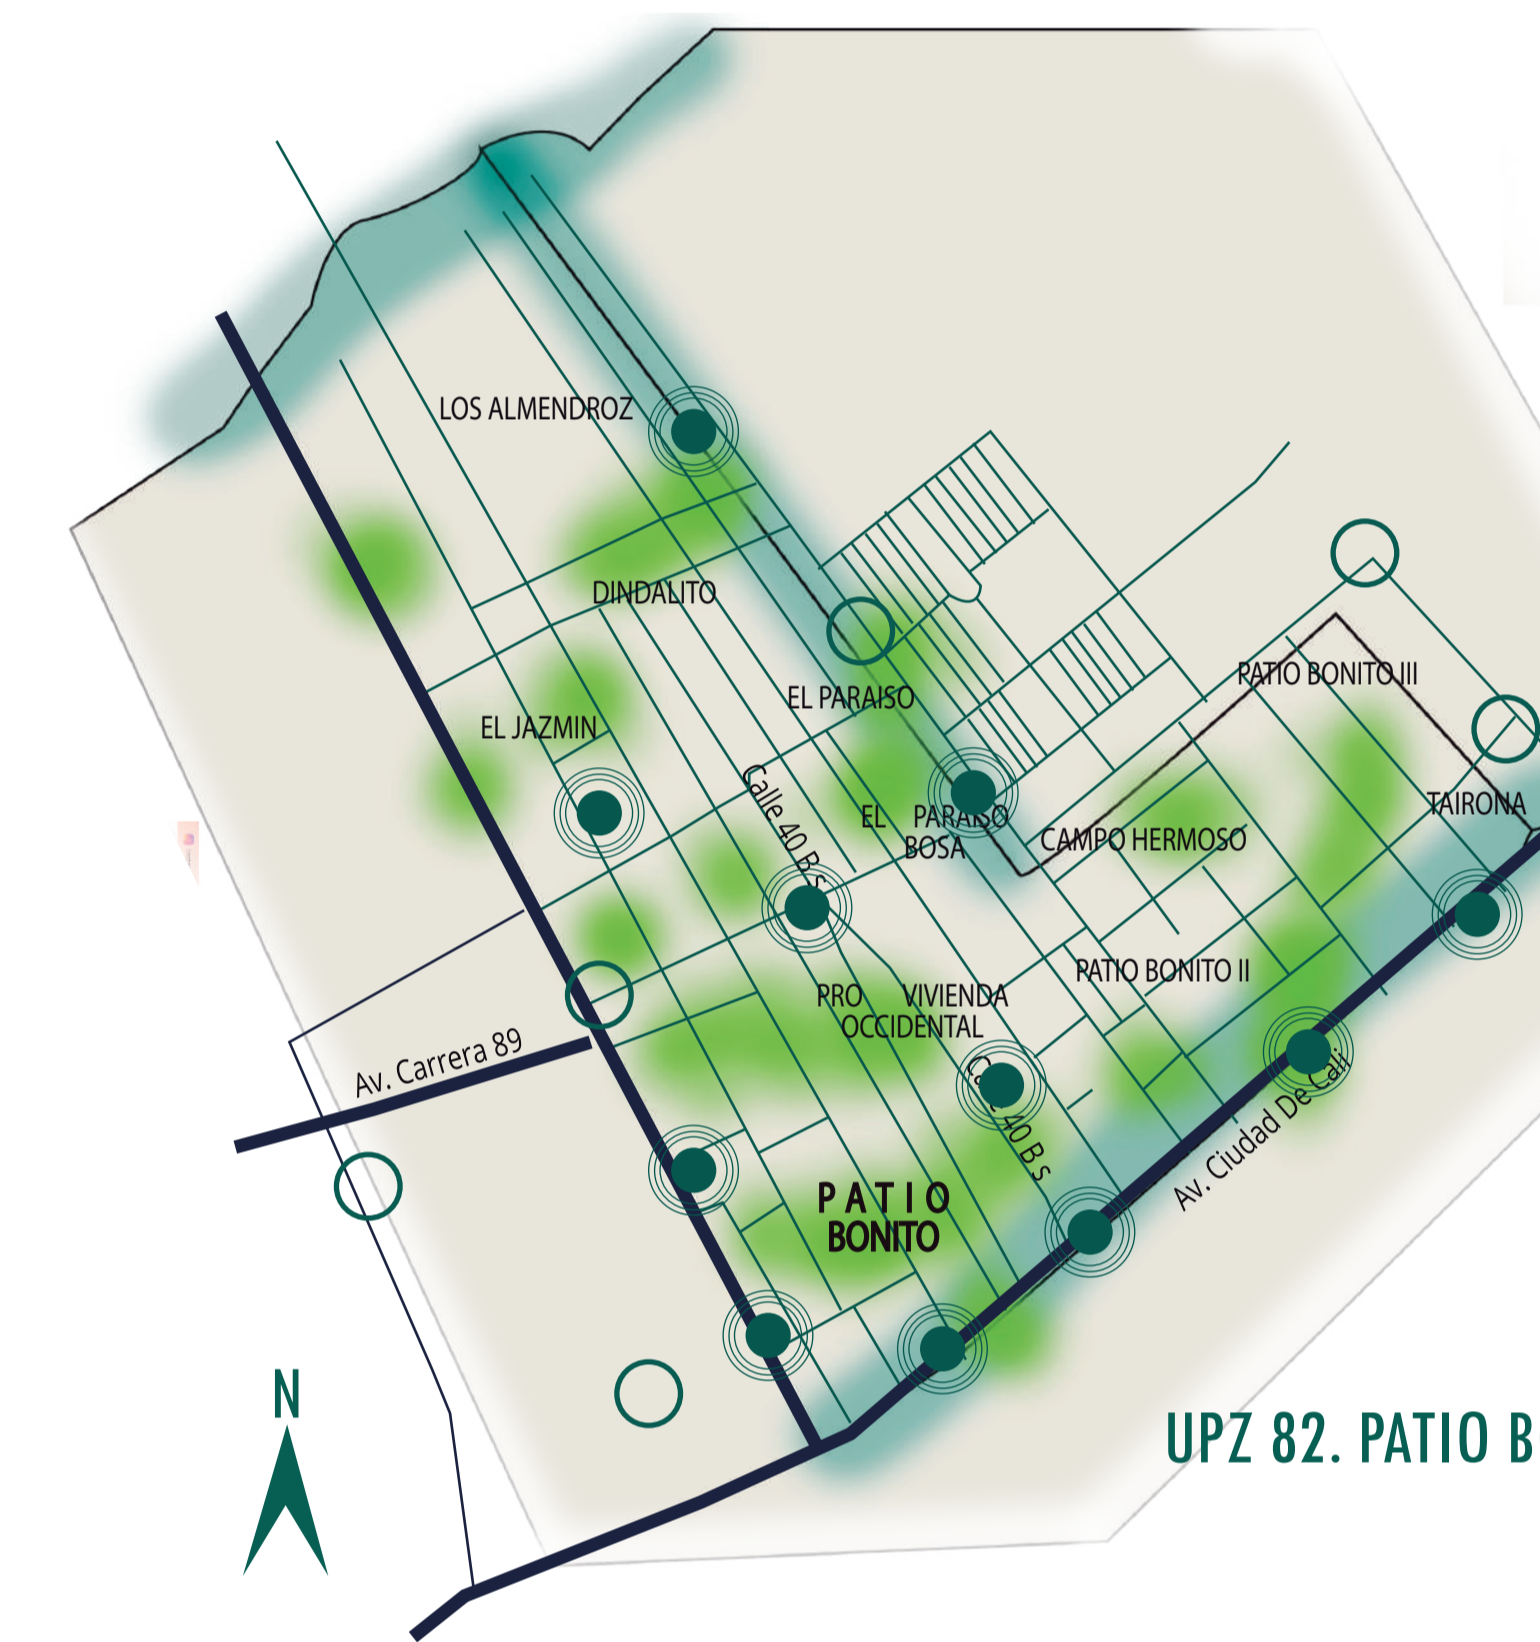 LOS ALMENDROZ
DINDALITO
PATIO BONITO III
EL PARAISO
EL JAZMIN
Calle 40 B s
TAIRONA
EL PARAISO
BOSA
CAMPO HERMOSO
PATIO BONITO II
PRO VIVIENDA
OCCIDENTAL
Av. Carrera 89
Calle 40 B s
Av. Ciudad De Cali
PATIO
BONITO
N
UPZ 82. PATIO B